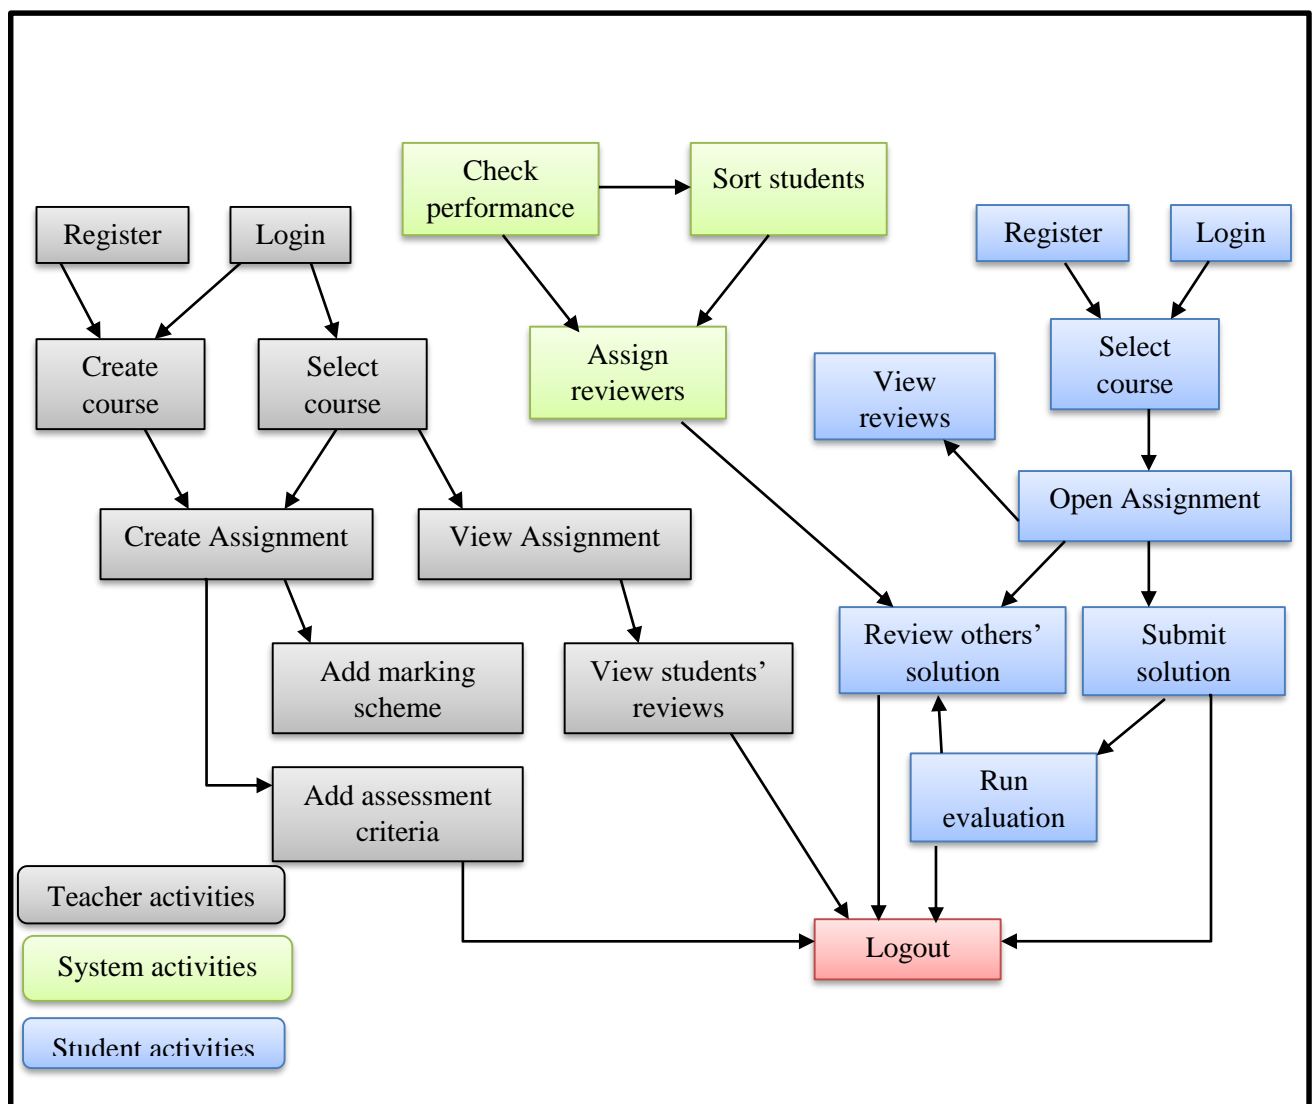 Check
performance
Sort students
Register
Login
Register
Login
Create
course
Select
course
Assign
reviewers
View
reviews
Select
course
Create Assignment
View Assignment
Open Assignment
Add marking
scheme
View students’
reviews
Review others’
solution
Submit
solution
Add assessment
criteria
Run
evaluation
Teacher activities
System activities
Student activities
Logout